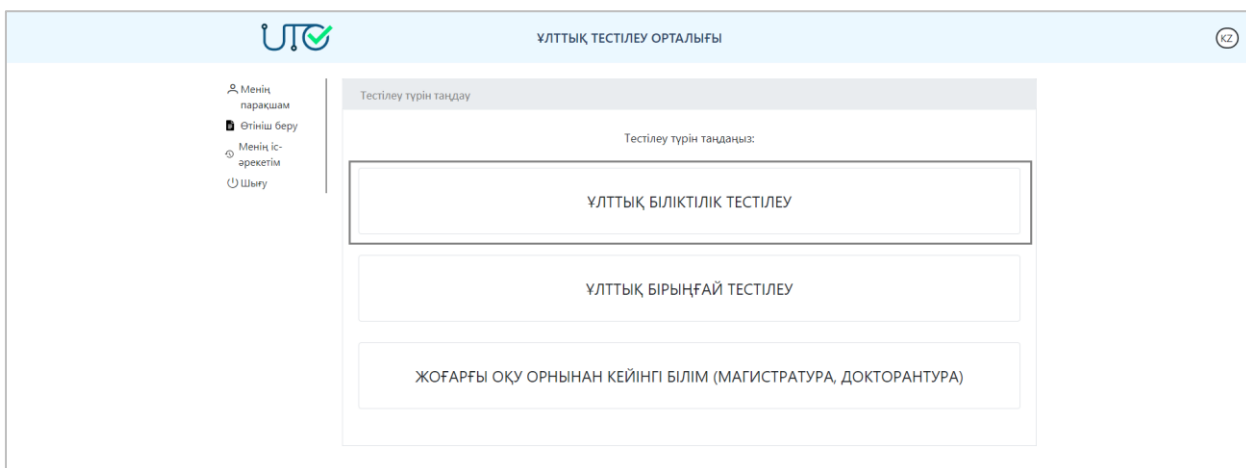 ҰЛТТЫҚ ТЕСТІЛЕУ ОРТАЛЫҒЫ
KZ
Менің
парақшам
Өтініш беру
Менің іс-
әрекетім
Шығу
Тестілеу түрін таңдау
Тестілеу түрін таңдаңыз:
ҰЛТТЫҚ БІЛІКТІЛІК ТЕСТІЛЕУ
ҰЛТТЫҚ БІРЫҢҒАЙ ТЕСТІЛЕУ
ЖОҒАРҒЫ ОҚУ ОРНЫНАН КЕЙІНГІ БІЛІМ (МАГИСТРАТУРА, ДОКТОРАНТУРА)